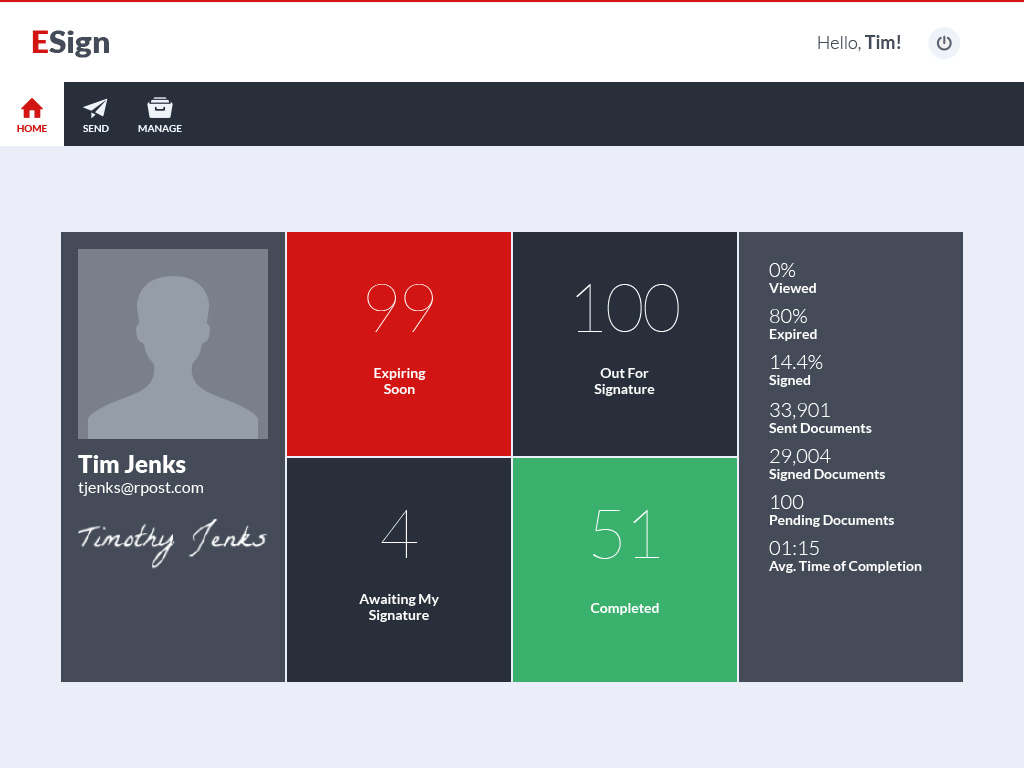 ESign
Hello, Tim!
HOME
SEND
MANAGE
Tim Jenks
tjenks@rpost.com
Timothy Jenks
99
Expiring
Soon
100
Out For
Signature
4
Awaiting My
Signature
51
Completed
0%
Viewed
80%
Expired
14.4%
Signed
33,901
Sent Documents
29,004
Signed Documents
100
Pending Documents
01:15
Avg. Time of Completion